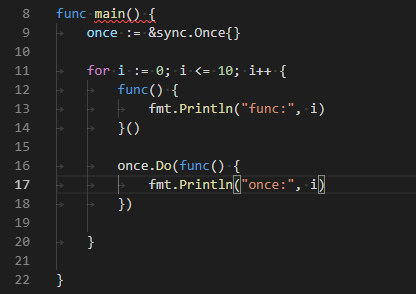 8 func main() {
9 once := &sync.Once{}
10
11 for i := 0; i <= 10; i++ {
12 func() {
13 fmt.Println("func:", i)
14 }()
15
16 once.Do(func() {
17 fmt.Println("once:", i)
18 })
19
20 }
21
22 }